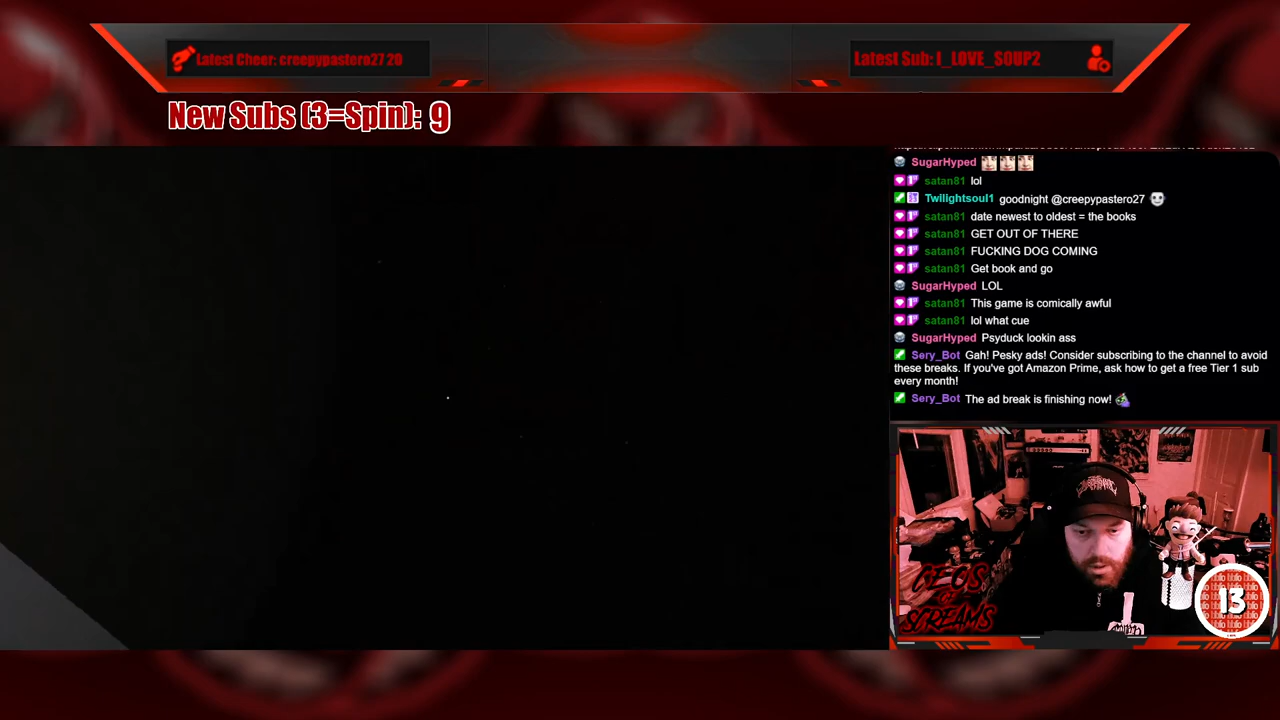 Latest Cheer: creepypastero27 20
Latest Sub: I_LOVE_SOUP2
New Subs (3=Spin): 9
SugarHyped
satan81 lol
Twilightsoul1 goodnight @creepypastero27
satan81 date newest to oldest = the books
satan81 GET OUT OF THERE
satan81 FUCKING DOG COMING
satan81 Get book and go
SugarHyped LOL
satan81 This game is comically awful
satan81 lol what cue
SugarHyped Psyduck lookin ass
Sery_Bot Gah! Pesky ads! Consider subscribing to the channel to avoid
these breaks. If you've got Amazon Prime, ask how to get a free Tier 1 sub
every month!
Sery_Bot The ad break is finishing now!
CEOS
OF
SCREAMS
13